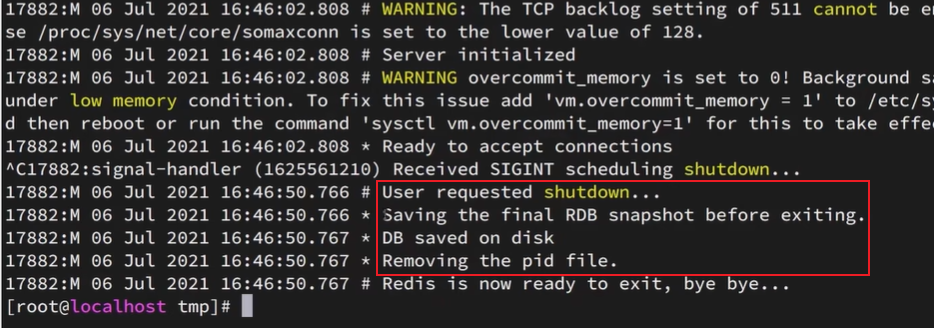 17882:M 06 Jul 2021 16:46:02.808 # WARNING: The TCP backlog setting of 511 cannot be en
se /proc/sys/net/core/somaxconn is set to the lower value of 128.
17882:M 06 Jul 2021 16:46:02.808 # Server initialized
17882:M 06 Jul 2021 16:46:02.808 # WARNING overcommit_memory is set to 0! Background sa
under low memory condition. To fix this issue add 'vm.overcommit_memory = 1' to /etc/sy
d then reboot or run the command 'sysctl vm.overcommit_memory=1' for this to take effec
17882:M 06 Jul 2021 16:46:02.808 * Ready to accept connections
^C17882:signal-handler (1625561210) Received SIGINT scheduling shutdown...
17882:M 06 Jul 2021 16:46:50.766 # User requested shutdown...
17882:M 06 Jul 2021 16:46:50.766 * Saving the final RDB snapshot before exiting.
17882:M 06 Jul 2021 16:46:50.767 * DB saved on disk
17882:M 06 Jul 2021 16:46:50.767 * Removing the pid file.
17882:M 06 Jul 2021 16:46:50.767 # Redis is now ready to exit, bye bye...
[root@localhost tmp]#